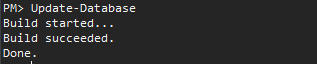 PM> Update-Database
Build started...
Build succeeded.
Done.